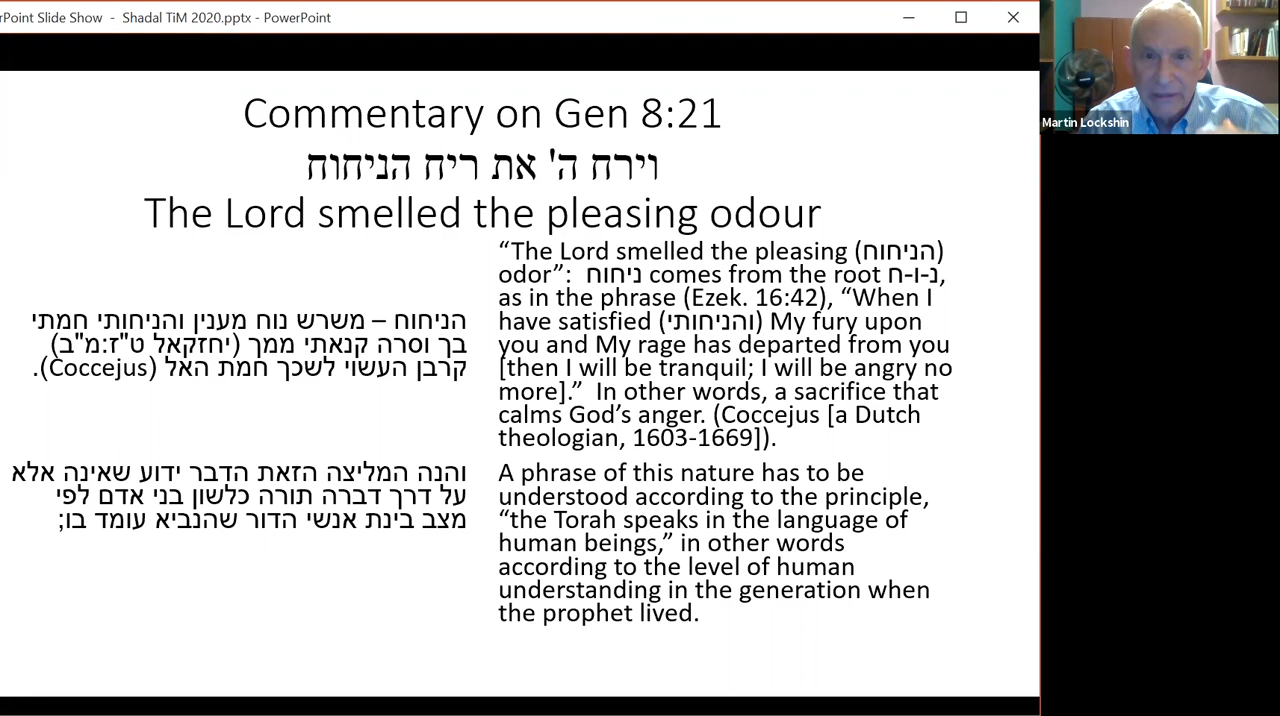 rPoint Slide Show - Shadal TiM 2020.pptx - PowerPoint
Martin Lockshin
Commentary on Gen 8:21
וירח ה' את ריח הניחוח
The Lord smelled the pleasing odour
הניחוח – משרש נוח מענין והניחותי חמתי
בך וסרה קנאתי ממך (יחזקאל ט"ז:מ"ב)
קרבן העשוי לשכך חמת האל (Coccejus).
"The Lord smelled the pleasing (הניחוח)
odor": ניחוח comes from the root נ-ו-ח,
as in the phrase (Ezek. 16:42), "When I
have satisfied (והניחותי) My fury upon
you and My rage has departed from you
[then I will be tranquil; I will be angry no
more]." In other words, a sacrifice that
calms God's anger. (Coccejus [a Dutch
theologian, 1603-1669]).
והנה המליצה הזאת הדבר ידוע שאינה אלא
על דרך דברה תורה כלשון בני אדם לפי
מצב בינת אנשי הדור שהנביא עומד בו;
A phrase of this nature has to be
understood according to the principle,
"the Torah speaks in the language of
human beings," in other words
according to the level of human
understanding in the generation when
the prophet lived.